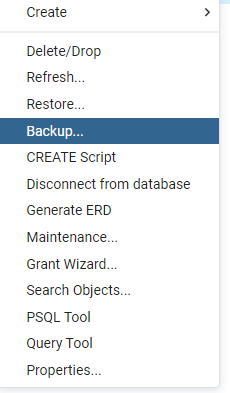 Create
Delete/Drop
Refresh...
Restore...
Backup...
CREATE Script
Disconnect from database
Generate ERD
Maintenance...
Grant Wizard...
Search Objects...
PSQL Tool
Query Tool
Properties...